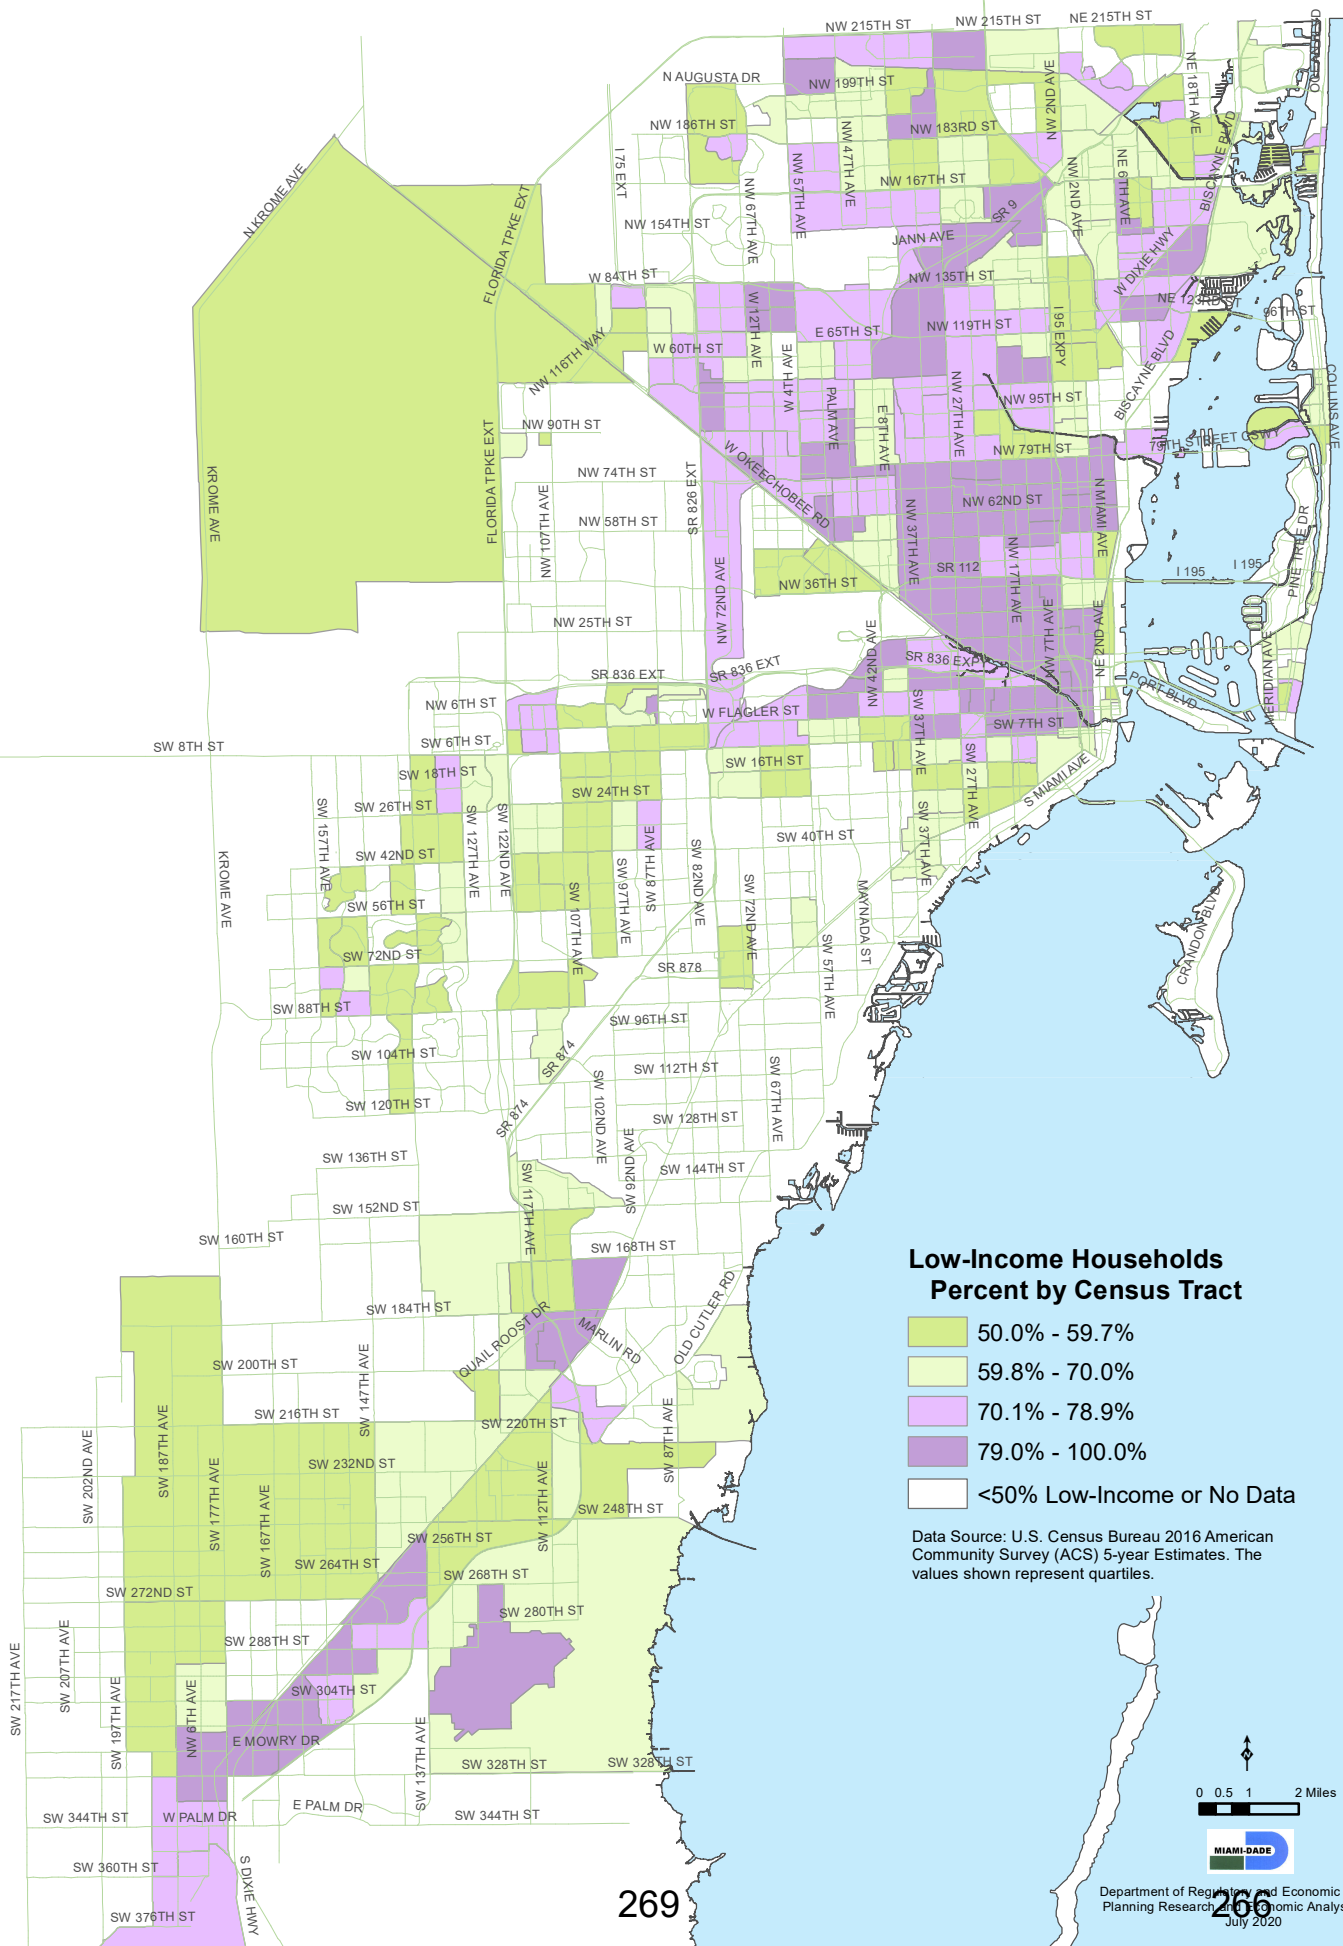 NW 215TH ST
NW 215TH ST
NE 215TH ST
N AUGUSTA DR
NW 199TH ST
NW 2ND AVE
NE 18TH AVE
NW 186TH ST
NW 183RD ST
NW 47TH AVE
I 75 EXT
NW 57TH AVE
NW 67TH AVE
NW 167TH ST
NW 2ND AVE
NE 6TH AVE
BISCAYNE BLVD
N KROME AVE
FLORIDA TPKE EXT
NW 154TH ST
SR 9
JANN AVE
W DIXIE HWY
W 84TH ST
NW 135TH ST
W 12TH AVE
NE 123RD ST
96TH ST
E 65TH ST
NW 119TH ST
I 95 EXPY
W 60TH ST
NW 116TH WAY
W 4TH AVE
BISCAYNE BLVD
COLLINS AVE
PALM AVE
E 8TH AVE
NW 27TH AVE
NW 95TH ST
NW 90TH ST
79TH STREET CSWY
NW 79TH ST
FLORIDA TPKE EXT
KROME AVE
NW 74TH ST
SR 826 EXT
W OKEECHOBEE RD
NW 62ND ST
N MIAMI AVE
NW 107TH AVE
NW 58TH ST
NW 37TH AVE
NW 17TH AVE
PINE TREE DR
SR 112
I 195
I 195
NW 36TH ST
NW 72ND AVE
NW 25TH ST
NW 42ND AVE
NW 7TH AVE
NE 2ND AVE
MERIDIAN AVE
SR 836 EXPY
SR 836 EXT
SR 836 EXT
PORT BLVD
NW 6TH ST
W FLAGLER ST
SW 37TH AVE
SW 7TH ST
SW 8TH ST
SW 6TH ST
SW 16TH ST
SW 18TH ST
SW 27TH AVE
S MIAMI AVE
SW 24TH ST
SW 26TH ST
SW 157TH AVE
SW 127TH AVE
SW 122ND AVE
SW 40TH ST
SW 37TH AVE
SW 42ND ST
KROME AVE
SW 97TH AVE
SW 87TH AVE
SW 82ND AVE
SW 72ND AVE
MAYNADA ST
SW 56TH ST
SW 107TH AVE
CRANDON BLVD
SW 72ND ST
SR 878
SW 57TH AVE
SW 88TH ST
SW 96TH ST
SW 104TH ST
SR 874
SW 112TH ST
SW 67TH AVE
SW 102ND AVE
SW 120TH ST
SR 874
SW 128TH ST
SW 92ND AVE
SW 136TH ST
SW 144TH ST
SW 117TH AVE
SW 152ND ST
SW 160TH ST
SW 168TH ST
Low-Income Households
Percent by Census Tract
50.0% - 59.7%
59.8% - 70.0%
70.1% - 78.9%
79.0% - 100.0%
<50% Low-Income or No Data
Data Source: U.S. Census Bureau 2016 American
Community Survey (ACS) 5-year Estimates. The
values shown represent quartiles.
SW 184TH ST
QUAIL ROOST DR
MARLIN RD
OLD CUTLER RD
SW 200TH ST
SW 147TH AVE
SW 216TH ST
SW 220TH ST
SW 87TH AVE
SW 187TH AVE
SW 202ND AVE
SW 177TH AVE
SW 232ND ST
SW 167TH AVE
SW 112TH AVE
SW 248TH ST
SW 256TH ST
SW 264TH ST
SW 268TH ST
SW 272ND ST
SW 280TH ST
SW 288TH ST
SW 217TH AVE
SW 207TH AVE
SW 197TH AVE
NW 6TH AVE
SW 304TH ST
E MOWRY DR
SW 137TH AVE
SW 328TH ST
SW 328TH ST
E PALM DR
SW 344TH ST
W PALM DR
SW 344TH ST
SW 360TH ST
S DIXIE HWY
SW 376TH ST
N
0 0.5 1 2 Miles
MIAMI-DADE
269
266
Department of Regulatory and Economic
Planning Research and Economic Analys
July 2020